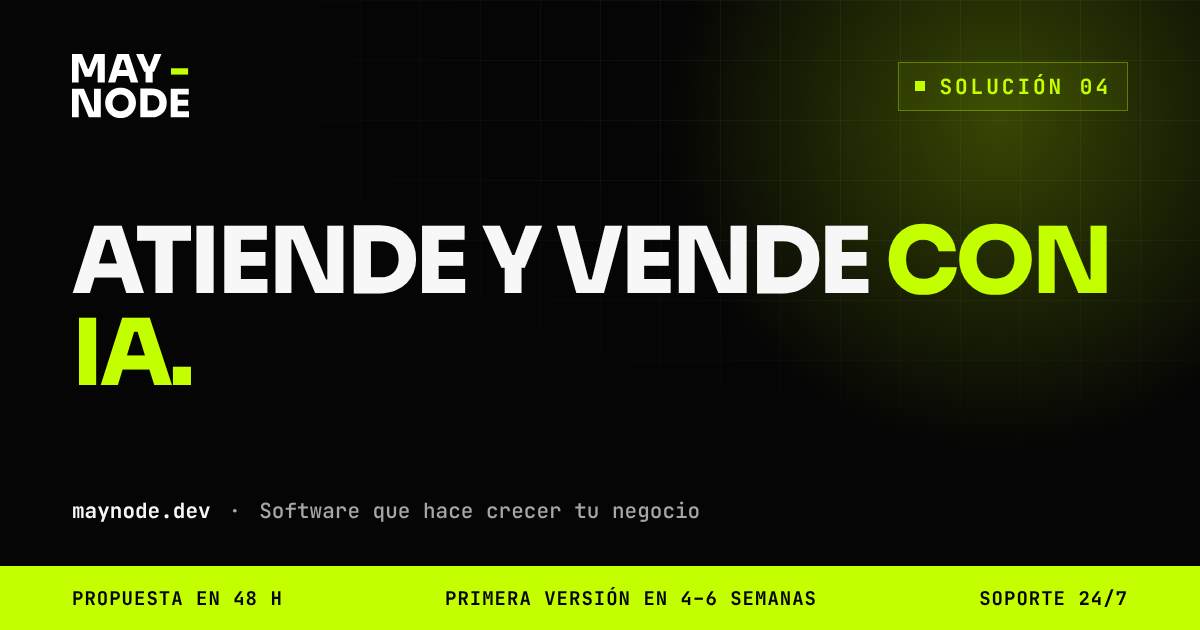 MAY-
NODE
SOLUCIÓN 04
ATIENDE Y VENDE CON
IA.
maynode.dev · Software que hace crecer tu negocio
PROPUESTA EN 48 H
PRIMERA VERSIÓN EN 4–6 SEMANAS
SOPORTE 24/7